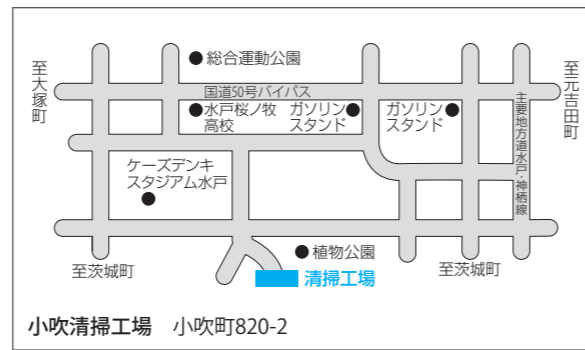 総合運動公園
至大塚町
至元吉田町
国道50号バイパス
水戸桜ノ牧
高校
ガソリン
スタンド
ガソリン
スタンド
主要地方道水戸・神栖線
ケーズデンキ
スタジアム水戸
植物公園
至茨城町
至茨城町
清掃工場
小吹清掃工場 小吹町820-2